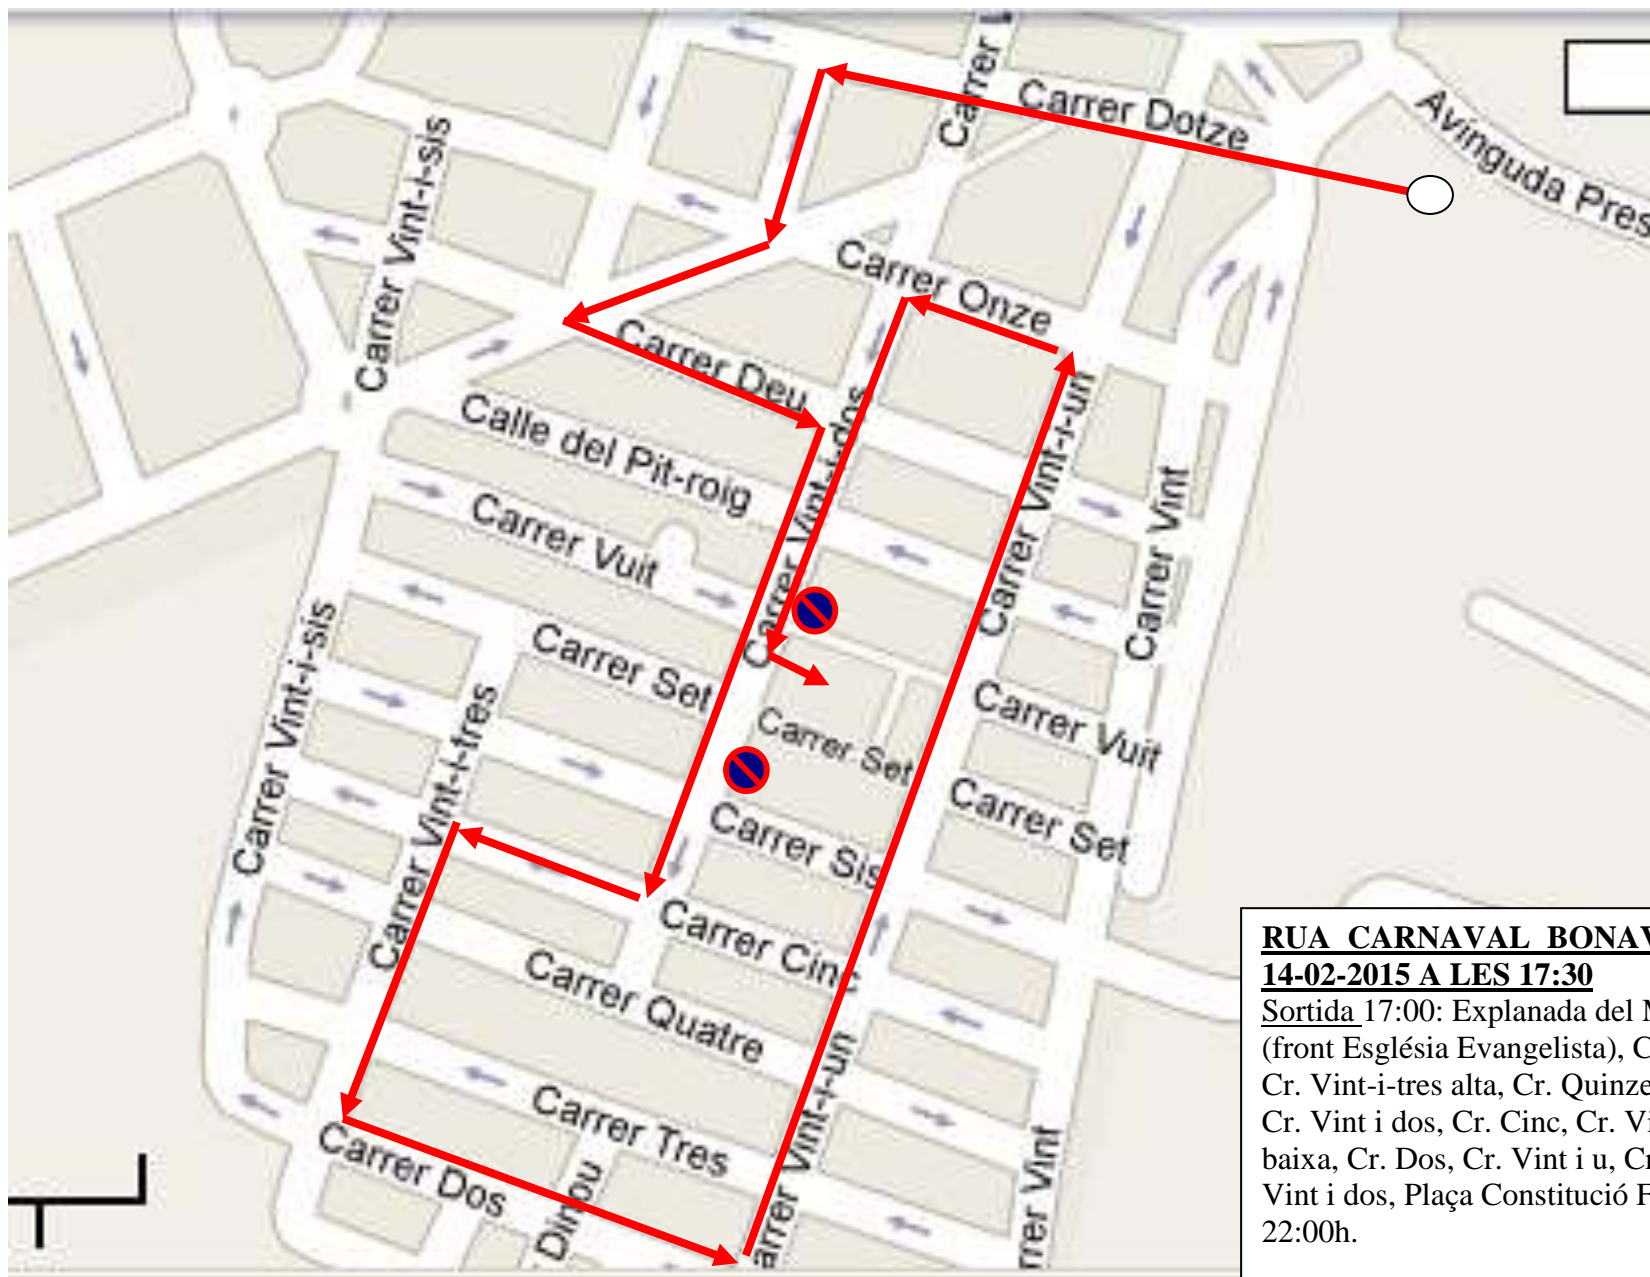 Carrer
Carrer Dotze
Avinguda Pres
Carrer Vint-i-sis
Carrer Onze
Carrer Deu
Calle del Pit-roig
Carrer Vint-i-dos
Carrer Vint-i-un
Carrer Vint
Carrer Vuit
Carrer Set
Carrer Vint-i-sis
Carrer Vint-i-tres
Carrer Set
Carrer Vuit
Carrer Set
Carrer Sis
Carrer Cinc
Carrer Quatre
Carrer Tres
Carrer Dos
Dinou
arrer Vint-i-un
rrer Vint
RUA CARNAVAL BONAV
14-02-2015 A LES 17:30
Sortida 17:00: Explanada del M
(front Església Evangelista), C
Cr. Vint-i-tres alta, Cr. Quinze
Cr. Vint i dos, Cr. Cinc, Cr. Vi
baixa, Cr. Dos, Cr. Vint i u, Cr
Vint i dos, Plaça Constitució F
22:00h.